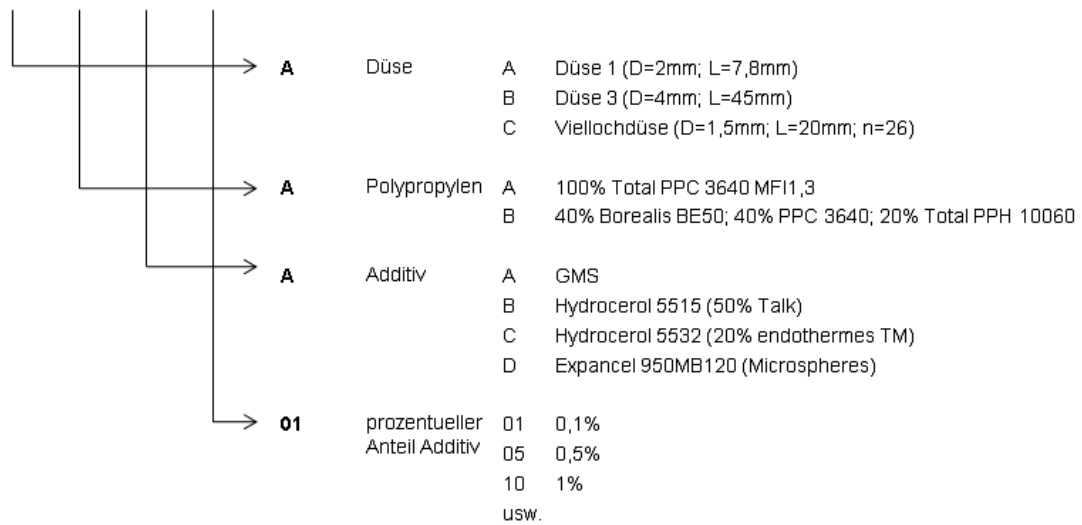 A Düse A Düse 1 (D=2mm; L=7,8mm)
B Düse 3 (D=4mm; L=45mm)
C Viellochdüse (D=1,5mm; L=20mm; n=26)
A Polypropylen A 100% Total PPC 3640 MFI1,3
B 40% Borealis BE50; 40% PPC 3640; 20% Total PPH 10060
A Additiv A GMS
B Hydrocerol 5515 (50% Talk)
C Hydrocerol 5532 (20% endothermes TM)
D Expancel 950MB120 (Microspheres)
01 prozentueller 01 0,1%
Anteil Additiv 05 0,5%
10 1%
usw.